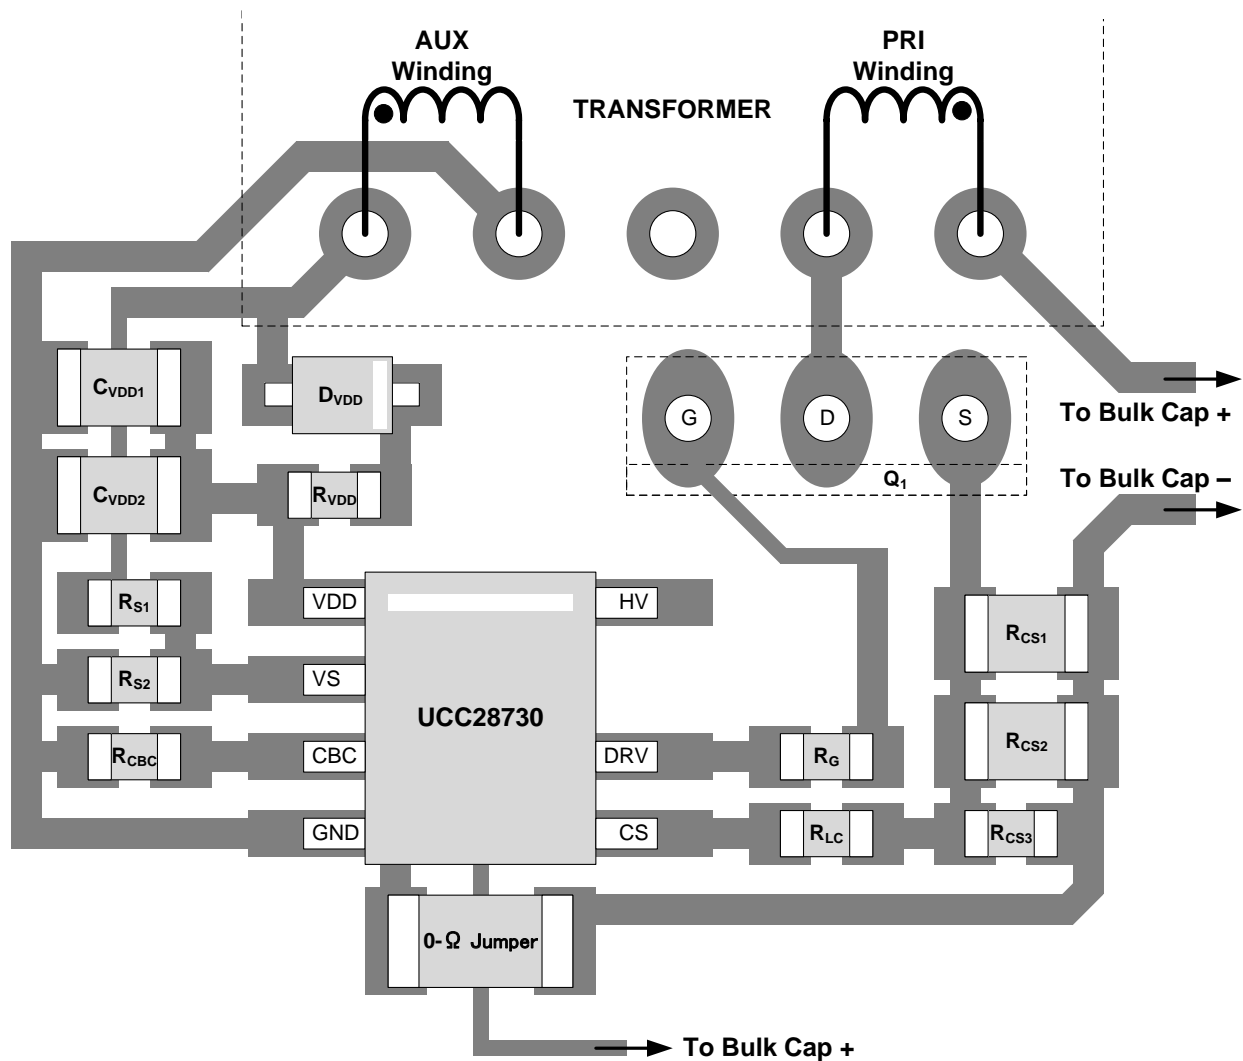 AUX
Winding
PRI
Winding
TRANSFORMER
CVDD1
DVDD
G
D
S
To Bulk Cap +
To Bulk Cap –
CVDD2
RVDD
Q1
RS1
VDD
HV
RCS1
RS2
VS
UCC28730
RCBC
CBC
DRV
RG
RCS2
GND
CS
RLC
RCS3
0-Ω Jumper
To Bulk Cap +